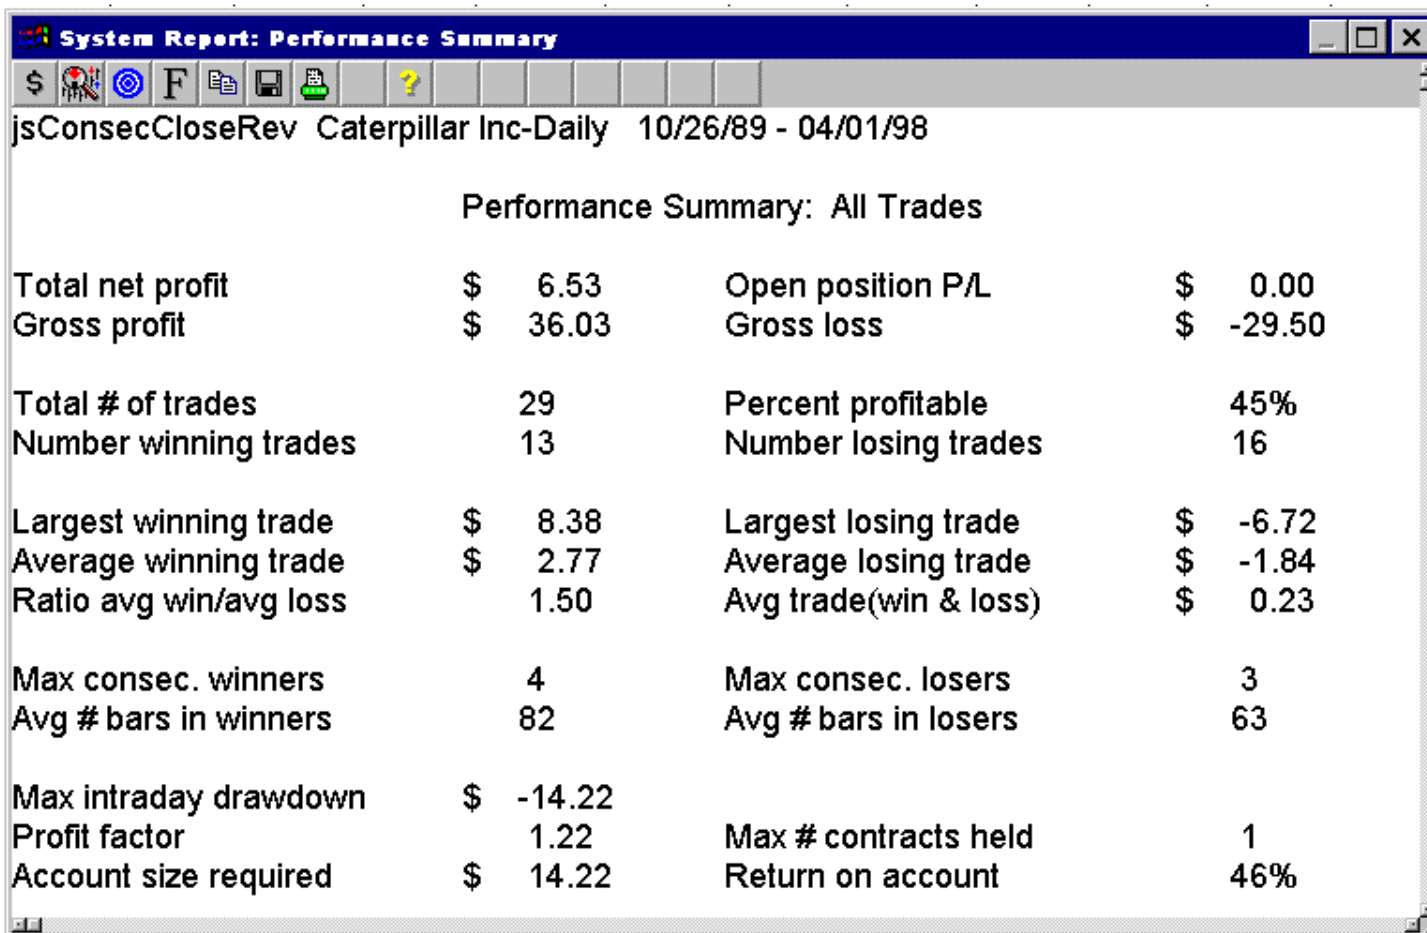 System Report: Performance Summary
$ F ?
jsConsecCloseRev Caterpillar Inc-Daily 10/26/89 - 04/01/98
Performance Summary: All Trades
Total net profit $ 6.53 Open position P/L $ 0.00
Gross profit $ 36.03 Gross loss $ -29.50
Total # of trades 29 Percent profitable 45%
Number winning trades 13 Number losing trades 16
Largest winning trade $ 8.38 Largest losing trade $ -6.72
Average winning trade $ 2.77 Average losing trade $ -1.84
Ratio avg win/avg loss 1.50 Avg trade(win & loss) $ 0.23
Max consec. winners 4 Max consec. losers 3
Avg # bars in winners 82 Avg # bars in losers 63
Max intraday drawdown $ -14.22
Profit factor 1.22 Max # contracts held 1
Account size required $ 14.22 Return on account 46%